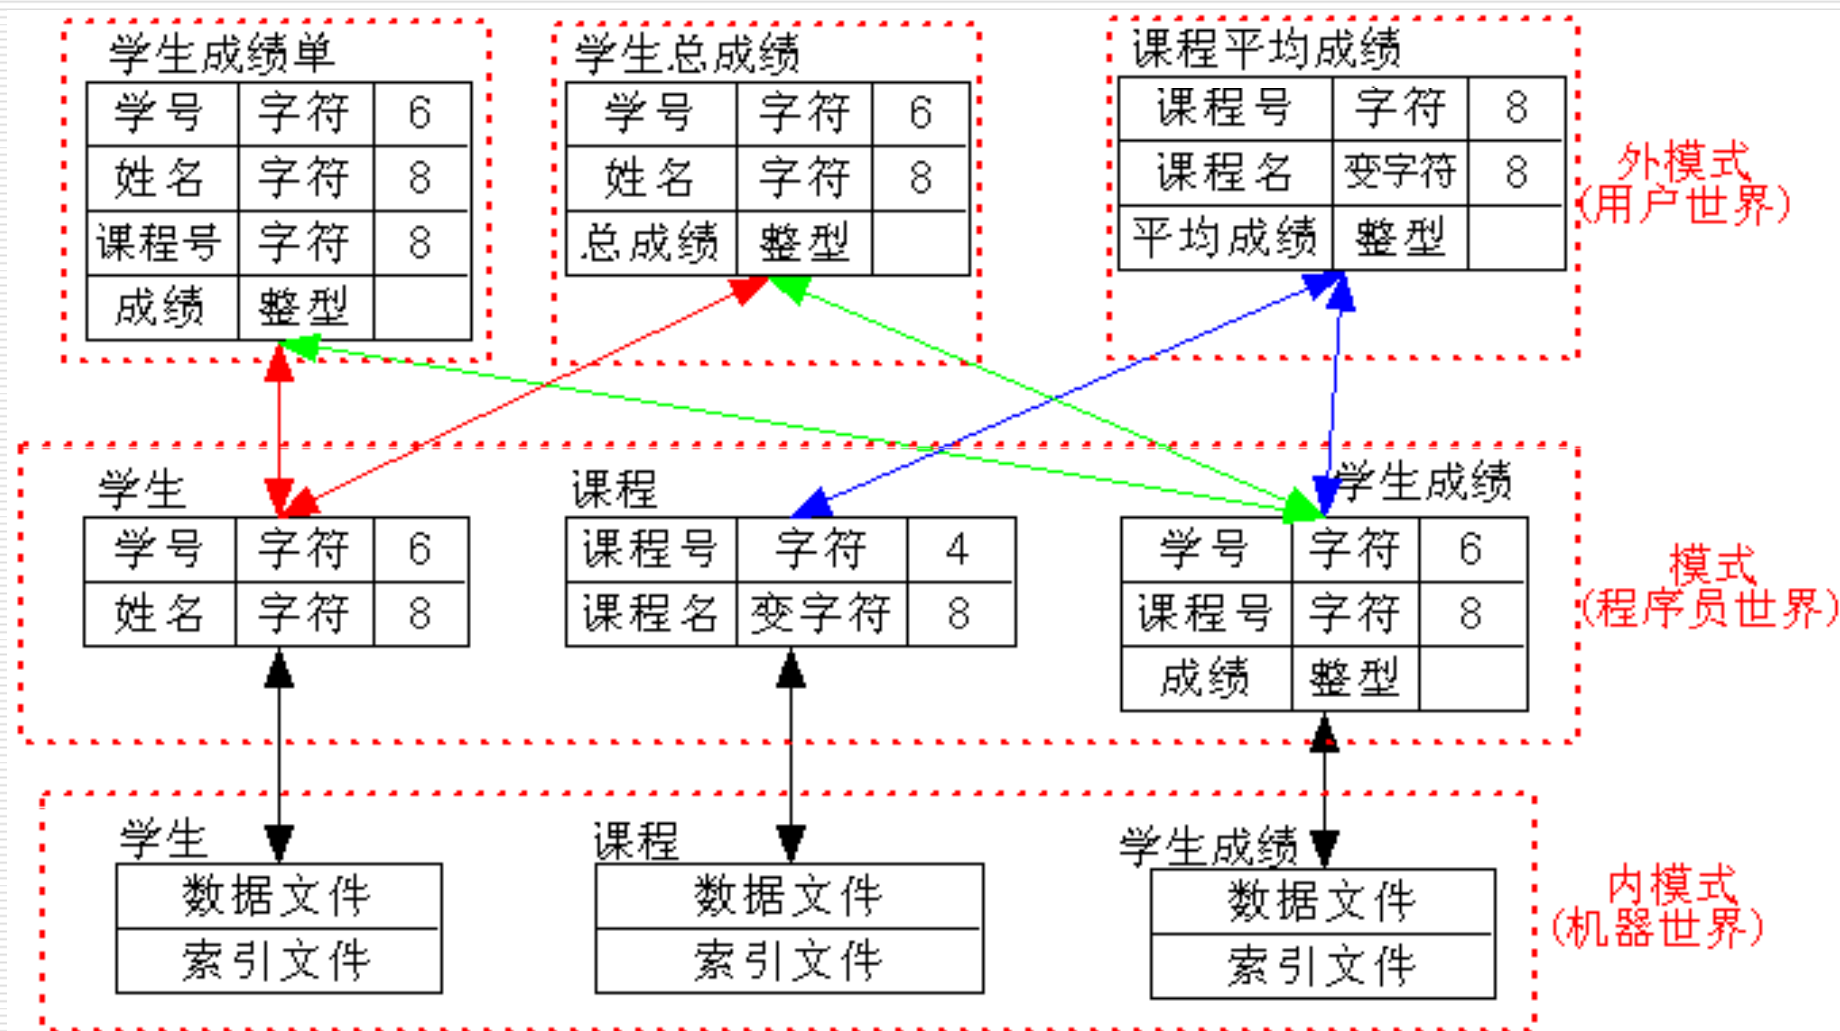 学生成绩单
学号 字符 6
姓名 字符 8
课程号 字符 8
成绩 整型
学生总成绩
学号 字符 6
姓名 字符 8
总成绩 整型
课程平均成绩
课程号 字符 8
课程名 变字符 8
平均成绩 整型
外模式
(用户世界)
学生
学号 字符 6
姓名 字符 8
课程
课程号 字符 4
课程名 变字符 8
学生成绩
学号 字符 6
课程号 字符 8
成绩 整型
模式
(程序员世界)
学生
数据文件
索引文件
课程
数据文件
索引文件
学生成绩
数据文件
索引文件
内模式
(机器世界)